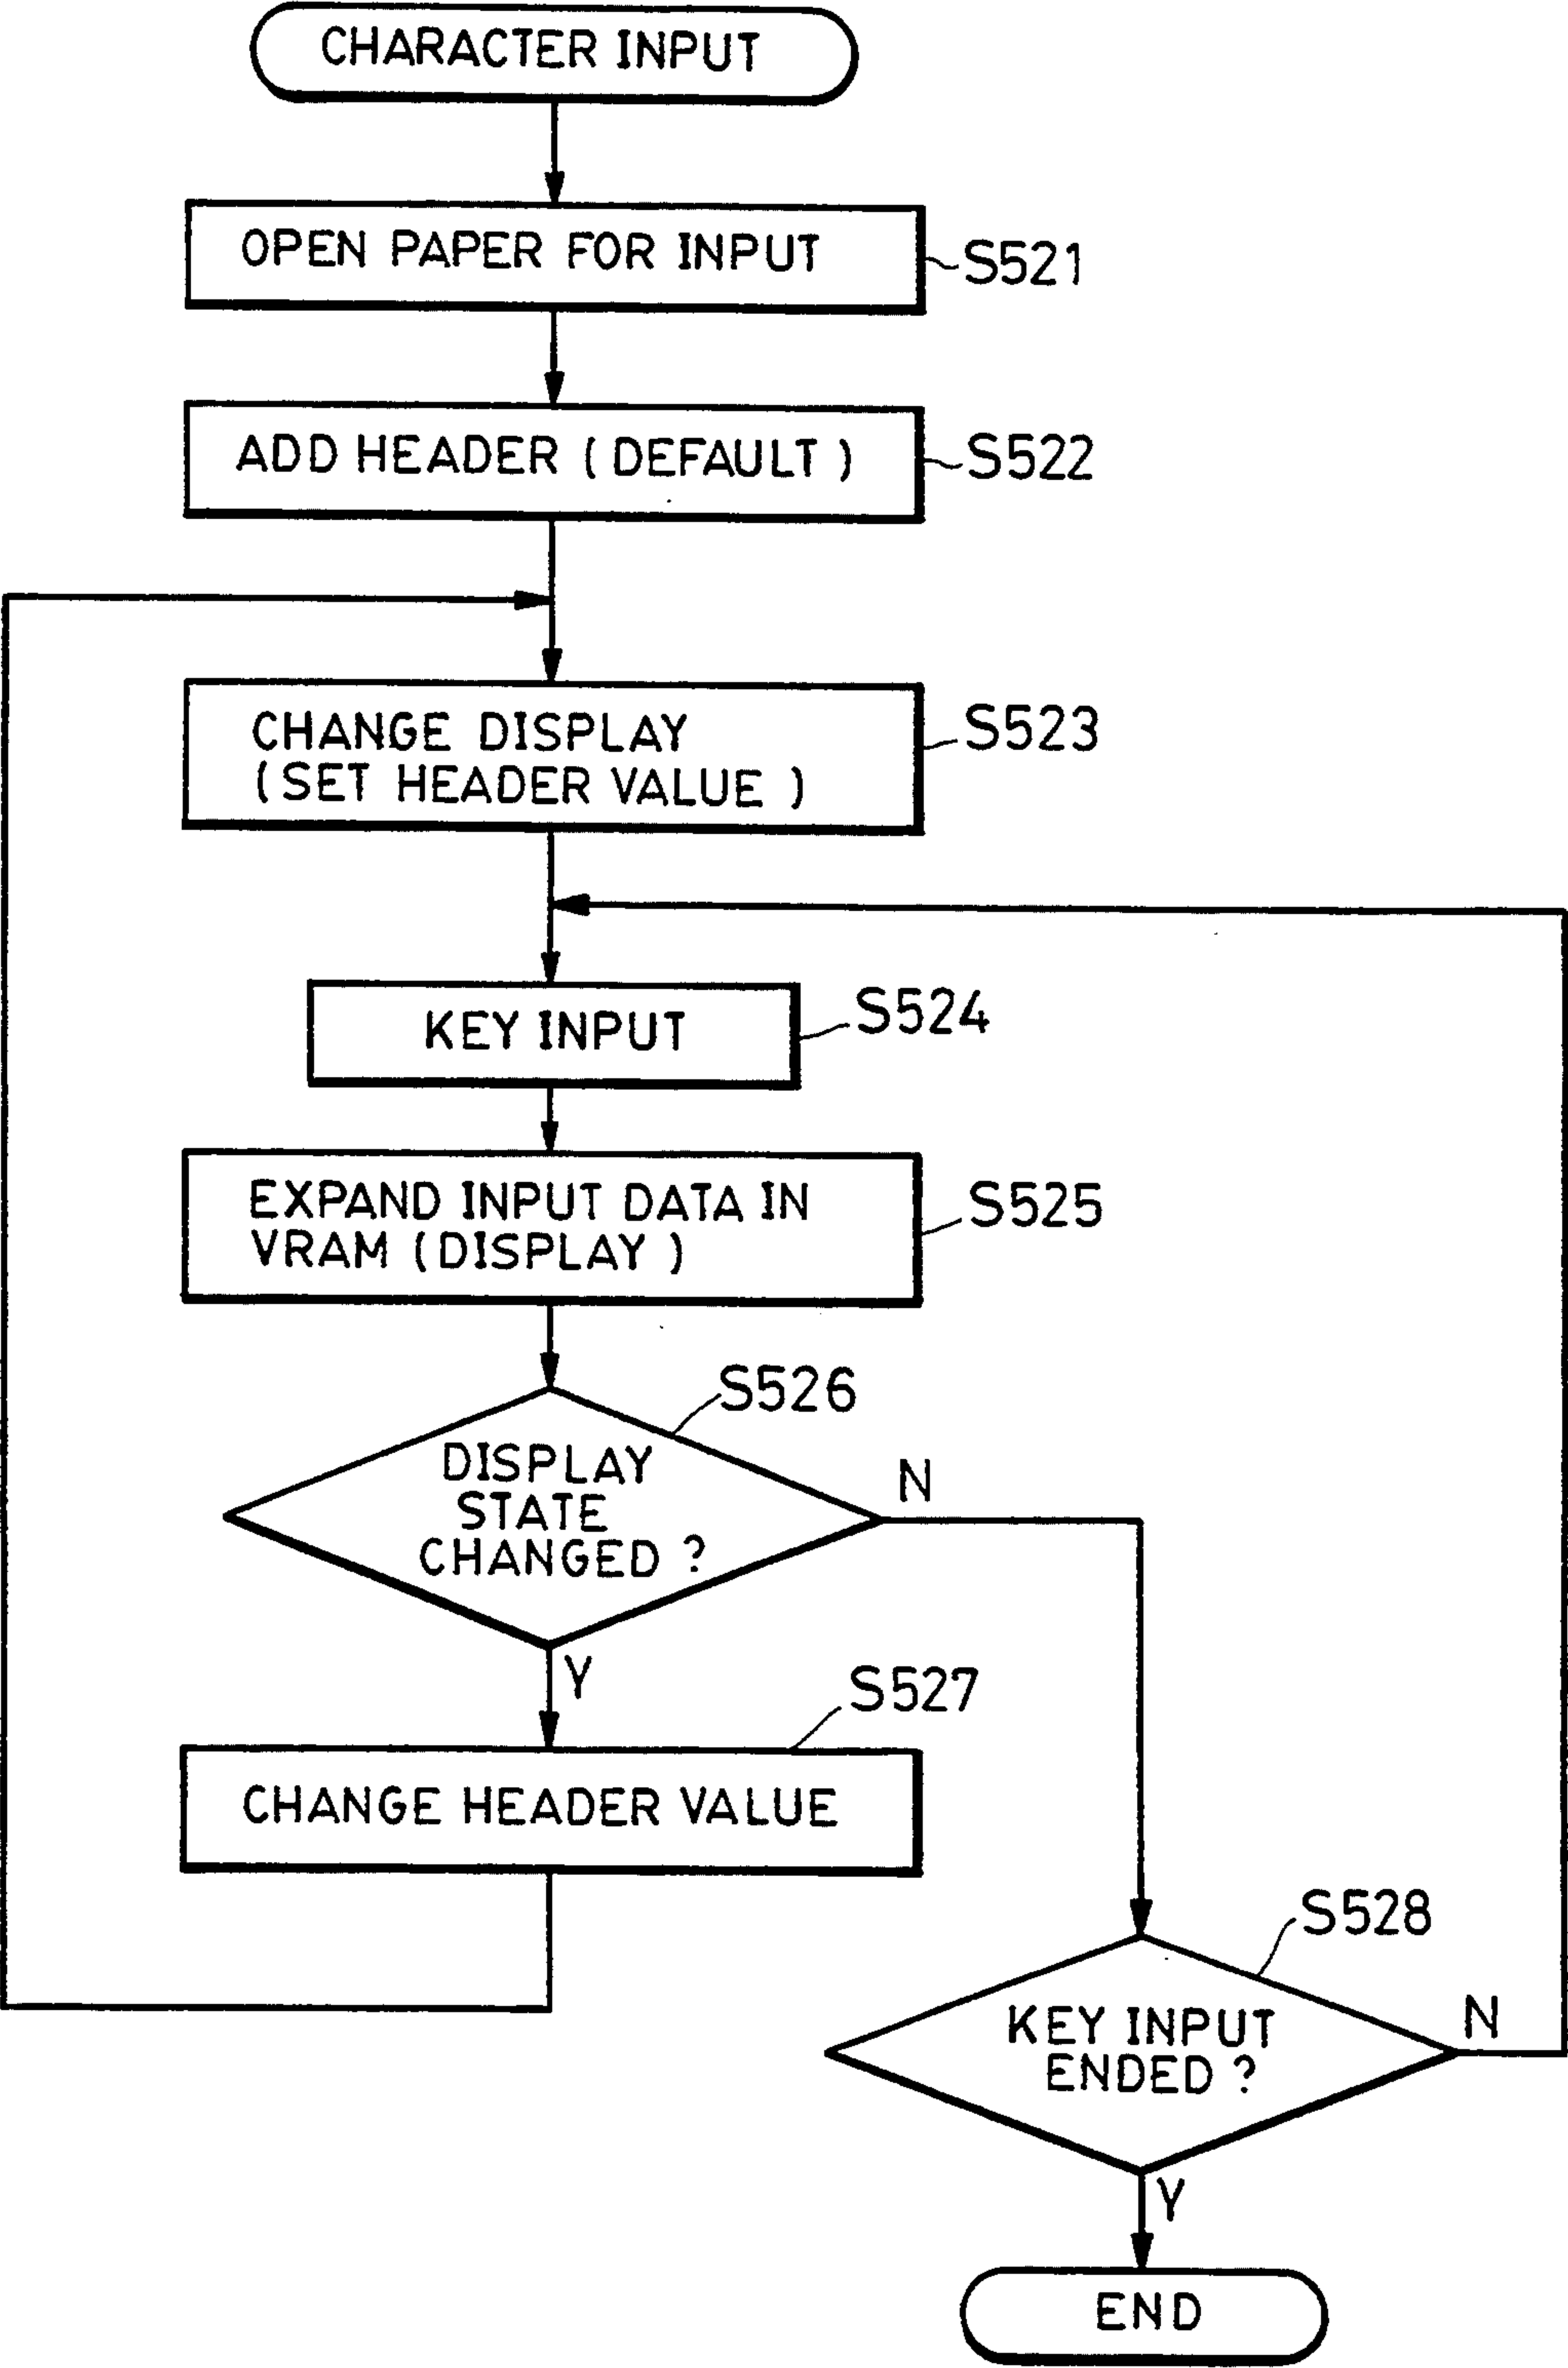 CHARACTER INPUT
OPEN PAPER FOR INPUT
S521
ADD HEADER (DEFAULT)
S522
CHANGE DISPLAY
(SET HEADER VALUE)
S523
KEY INPUT
S524
EXPAND INPUT DATA IN
VRAM (DISPLAY)
S525
S526
DISPLAY
STATE
CHANGED ?
N
Y
S527
CHANGE HEADER VALUE
S528
KEY INPUT
ENDED ?
N
Y
END